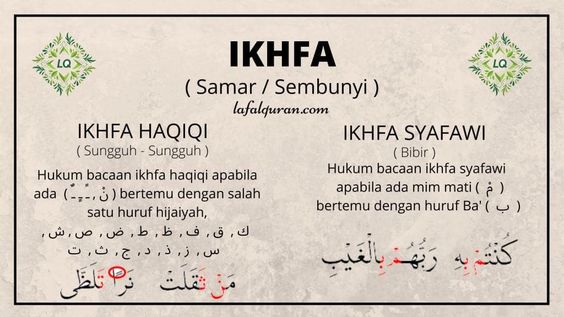 LQ
LQ
IKHFA
( Samar / Sembunyi )
lafalquran.com
IKHFA HAQIQI
( Sungguh - Sungguh )
Hukum bacaan ikhfa haqiqi apabila
ada ( نْ , ـًـ ـٍـ ـٌـ ) bertemu dengan salah
satu huruf hijaiyah,
ك , ق , ف , ظ , ط , ض , ص , ش ,
س , ز , ذ , د , ج , ث , ت
مَنْ ثَقُلَتْ نَارًا تَلَظَّى
IKHFA SYAFAWI
( Bibir )
Hukum bacaan ikhfa syafawi
apabila ada mim mati ( مْ )
bertemu dengan huruf Ba' ( ب )
كُنْتُمْ بِهِ رَبَّهُمْ بِالْغَيْبِ